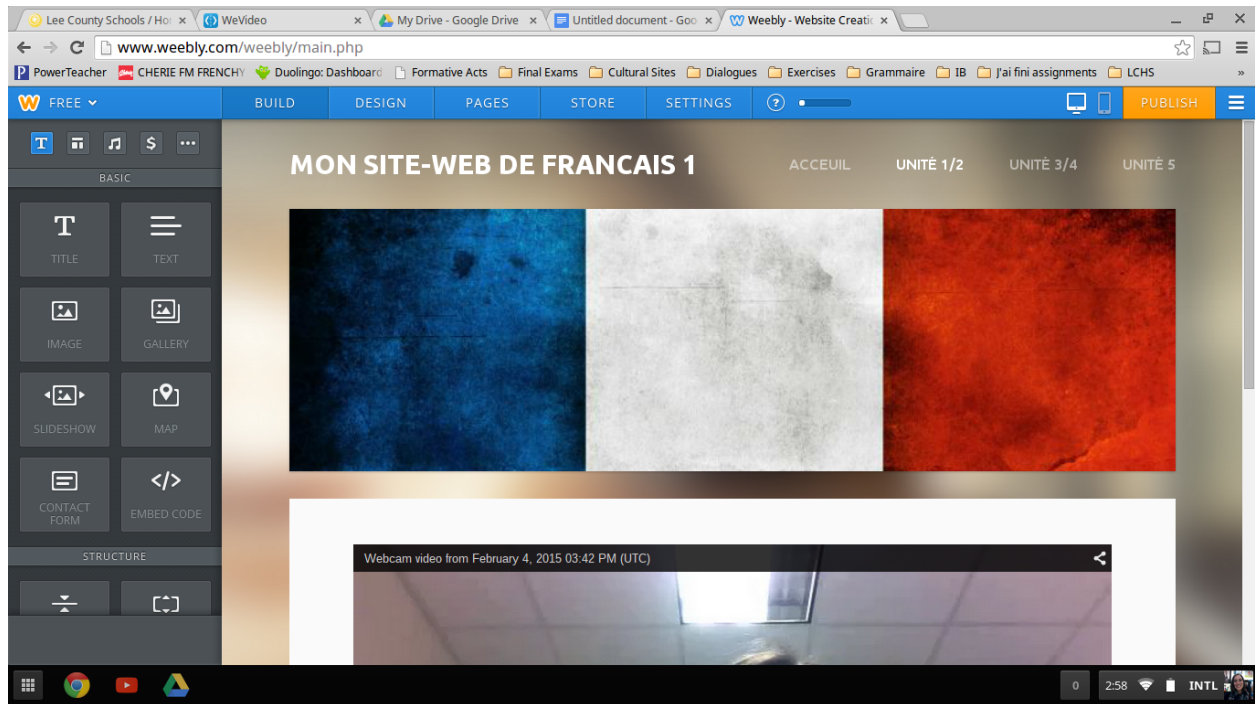 Lee County Schools / Ho
WeVideo
My Drive - Google Drive
Untitled document - Goo
Weebly - Website Creatic
www.weebly.com/weebly/main.php
PowerTeacher CHERIE FM FRENCHY Duolingo: Dashboard Formative Acts Final Exams Cultural Sites Dialogues Exercises Grammaire IB J'ai fini assignments LCHS »
W FREE BUILD DESIGN PAGES STORE SETTINGS ? PUBLISH
T $
BASIC
MON SITE-WEB DE FRANCAIS 1
ACCEUIL UNITÉ 1/2 UNITÉ 3/4 UNITÉ 5
T
TITLE TEXT
IMAGE GALLERY
SLIDESHOW MAP
</>
CONTACT FORM
EMBED CODE
STRUCTURE
Webcam video from February 4, 2015 03:42 PM (UTC)
0 2:58 INTL